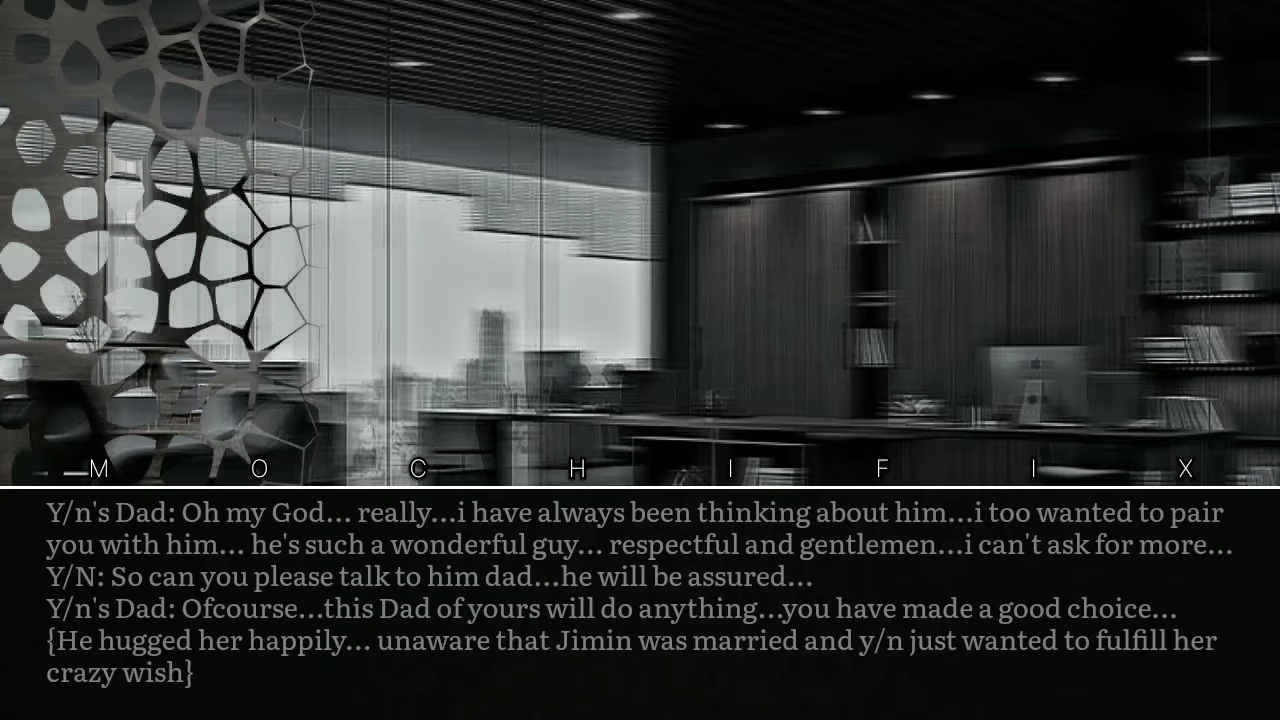 M O C H I F I X
Y/n's Dad: Oh my God... really...i have always been thinking about him...i too wanted to pair
you with him... he's such a wonderful guy... respectful and gentlemen...i can't ask for more...
Y/N: So can you please talk to him dad...he will be assured...
Y/n's Dad: Ofcourse...this Dad of yours will do anything...you have made a good choice...
{He hugged her happily... unaware that Jimin was married and y/n just wanted to fulfill her
crazy wish}